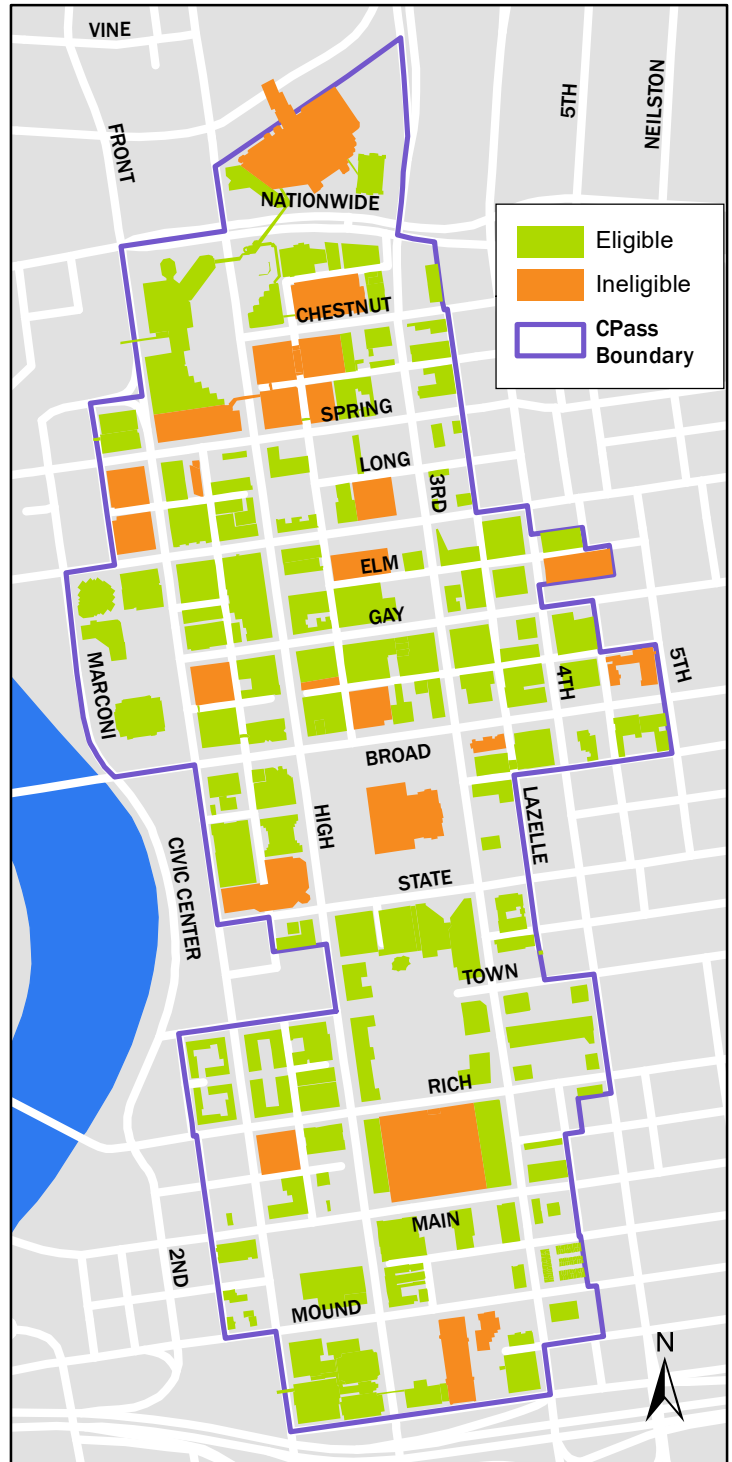 VINE
FRONT
5TH
NEILSTON
NATIONWIDE
Eligible
Ineligible
CPass
Boundary
CHESTNUT
SPRING
LONG
3RD
ELM
GAY
MARCONI
4TH
5TH
BROAD
HIGH
LAZELLE
CIVIC CENTER
STATE
TOWN
RICH
MAIN
2ND
MOUND
N